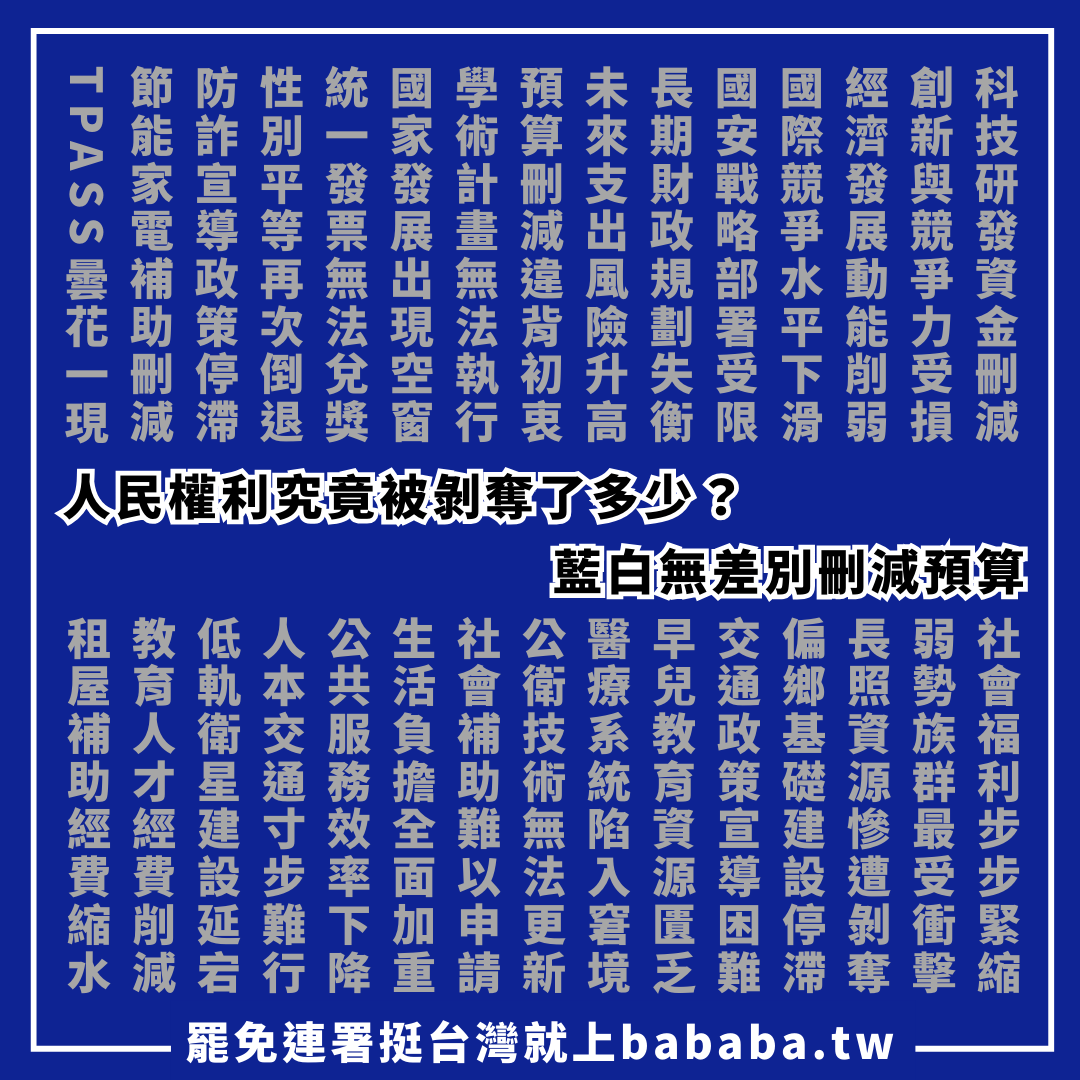 科技研發資金刪減
創新與競爭力受損
經濟發展動能削弱
國際競爭水平下滑
國安戰略部署受限
長期財政規劃失衡
未來支出風險升高
預算刪減違背初衷
學術計畫無法執行
國家發展出現空窗
統一發票無法兌獎
性別平等再次倒退
防詐宣導政策停滯
節能家電補助刪減
TPASS曇花一現
人民權利究竟被剝奪了多少？
藍白無差別刪減預算
社會福利步步緊縮
弱勢族群最受衝擊
長照資源慘遭剝奪
偏鄉基礎建設停滯
交通政策宣導困難
早兒教育資源匱乏
醫療系統陷入窘境
公衛技術無法更新
社會補助難以申請
生活負擔全面加重
公共服務效率下降
人本交通寸步難行
低軌衛星建設延宕
教育人才經費削減
租屋補助經費縮水
罷免連署挺台灣就上bababa.tw